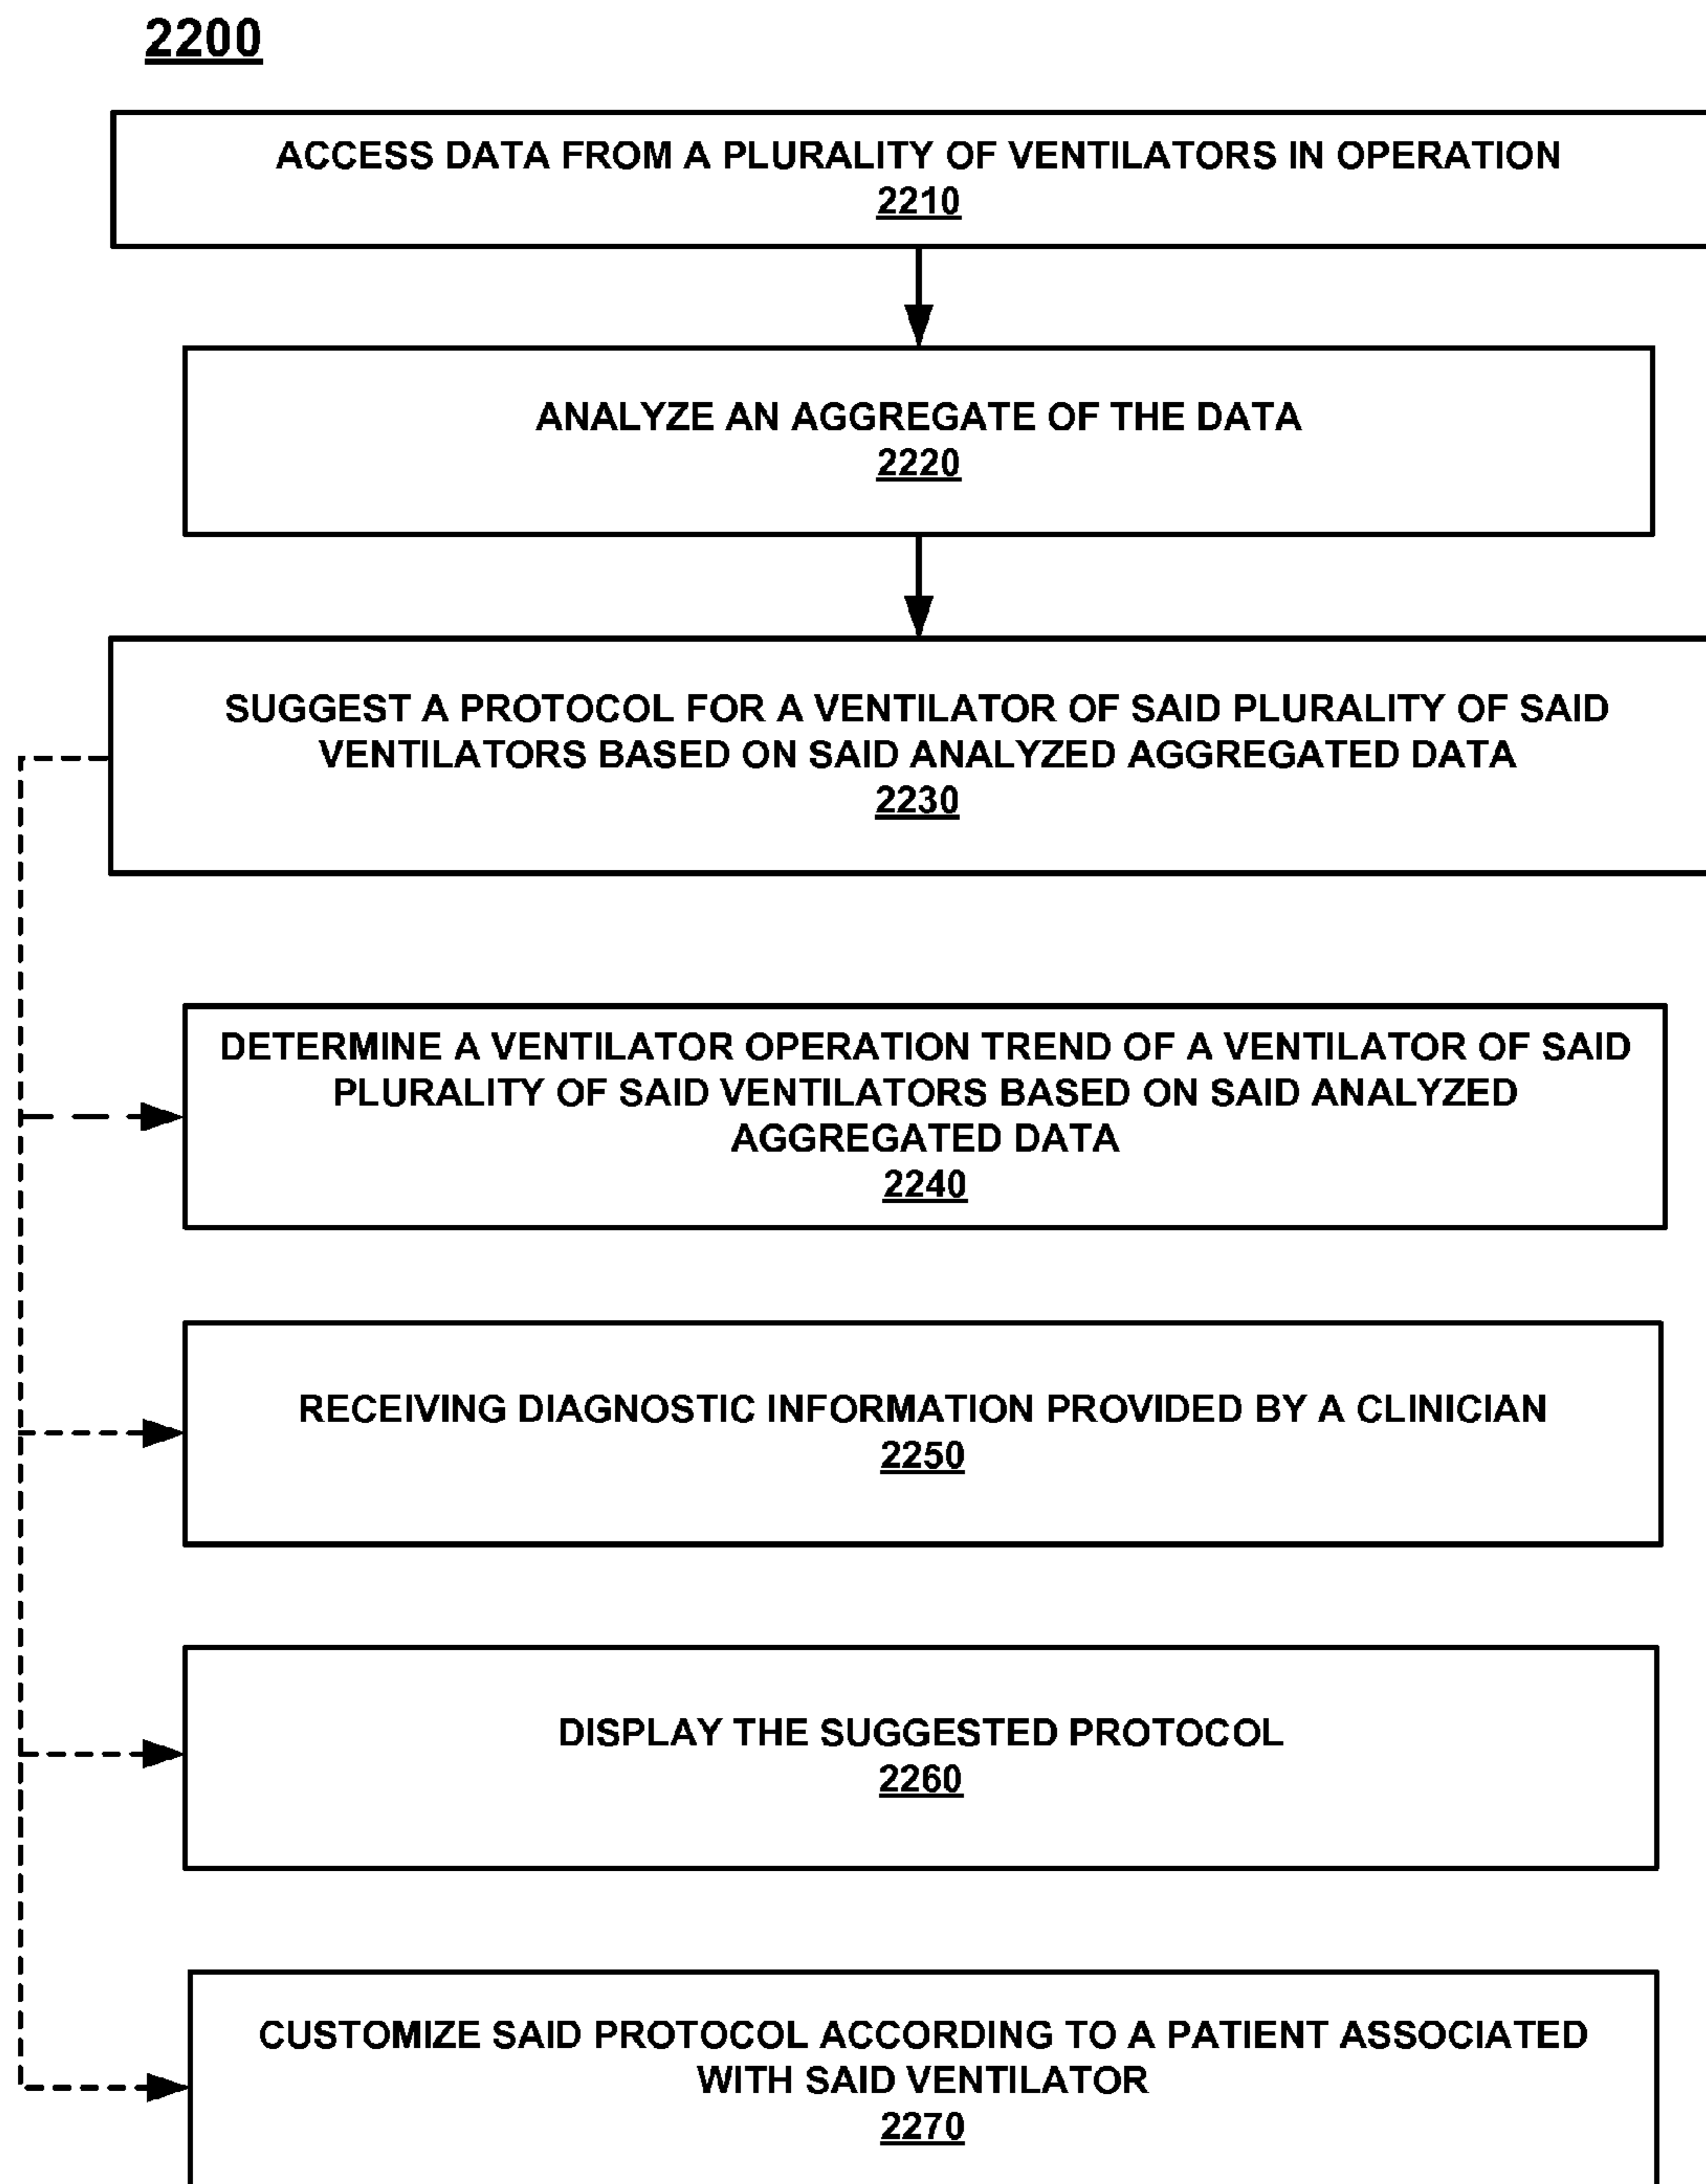 2200
ACCESS DATA FROM A PLURALITY OF VENTILATORS IN OPERATION
2210
ANALYZE AN AGGREGATE OF THE DATA
2220
SUGGEST A PROTOCOL FOR A VENTILATOR OF SAID PLURALITY OF SAID
VENTILATORS BASED ON SAID ANALYZED AGGREGATED DATA
2230
DETERMINE A VENTILATOR OPERATION TREND OF A VENTILATOR OF SAID
PLURALITY OF SAID VENTILATORS BASED ON SAID ANALYZED
AGGREGATED DATA
2240
RECEIVING DIAGNOSTIC INFORMATION PROVIDED BY A CLINICIAN
2250
DISPLAY THE SUGGESTED PROTOCOL
2260
CUSTOMIZE SAID PROTOCOL ACCORDING TO A PATIENT ASSOCIATED
WITH SAID VENTILATOR
2270